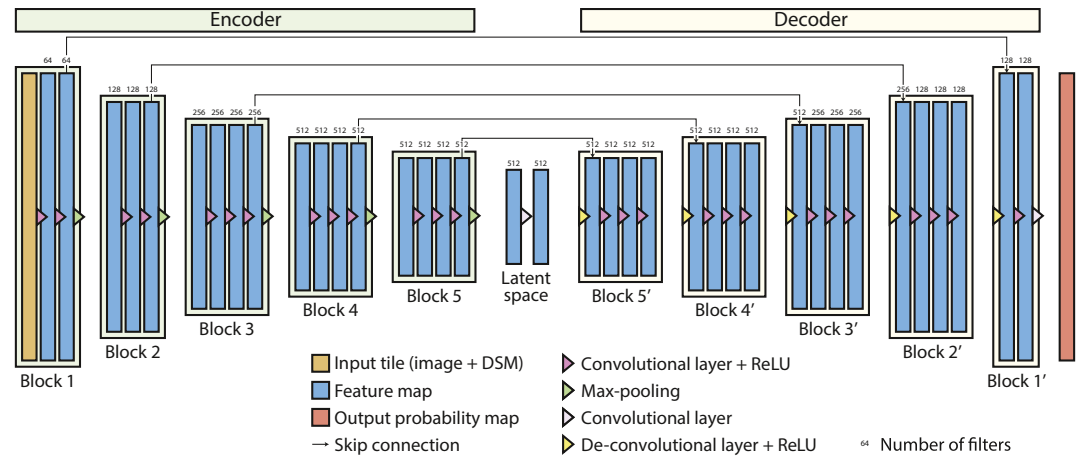 Encoder
Decoder
64 64
128 128 128
256 256 256 256
512 512 512 512
512 512 512 512
512 512
512 512 512 512
512 512 512 512
512 256 256 256
256 128 128 128
128 128
Block 1
Block 2
Block 3
Block 4
Block 5
Latent
space
Block 5′
Block 4′
Block 3′
Block 2′
Block 1′
Input tile (image + DSM)
Feature map
Output probability map
Skip connection
Convolutional layer + ReLU
Max-pooling
Convolutional layer
De-convolutional layer + ReLU
64 Number of filters